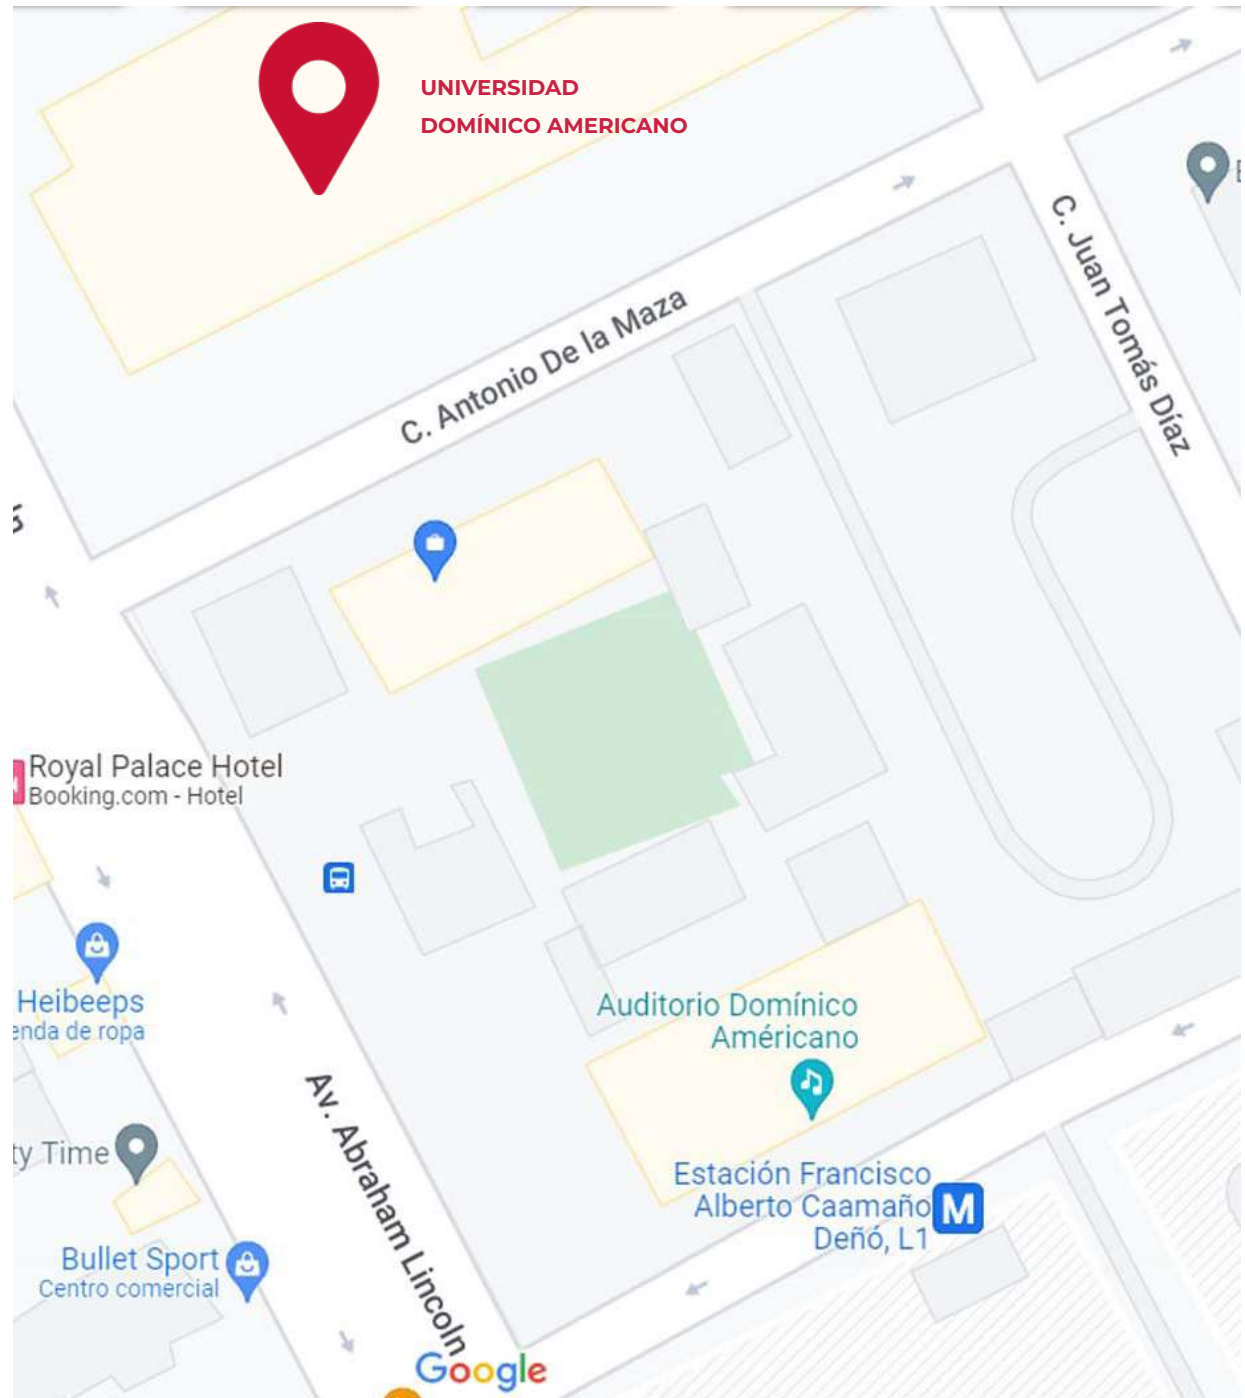 UNIVERSIDAD
DOMÍNICO AMERICANO
C. Juan Tomás Díaz
C. Antonio De la Maza
Royal Palace Hotel
Booking.com - Hotel
Heibeeps
enda de ropa
Auditorio Domínico
Américano
Av. Abraham Lincoln
ty Time
Estación Francisco
Alberto Caamaño
Deñó, L1
M
Bullet Sport
Centro comercial
Google